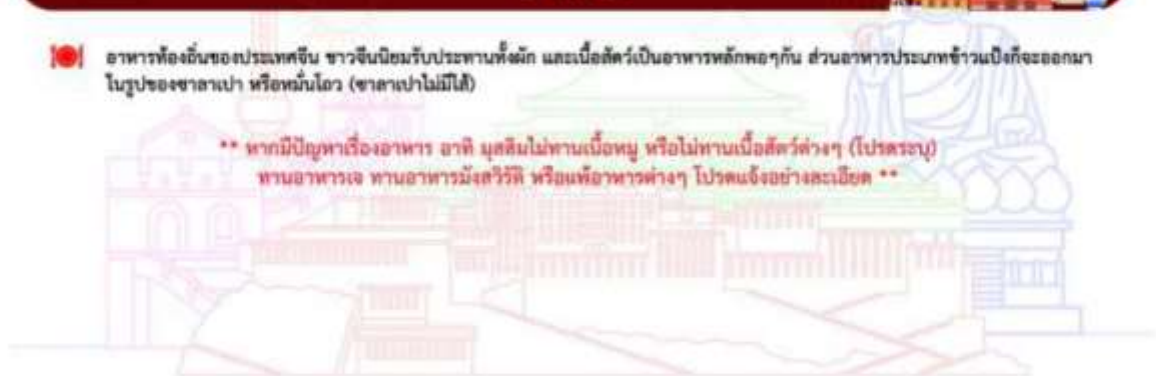 อาหารท้องถิ่นของประเทศจีน ชาวจีนนิยมรับประทานทั้งผัก และเนื้อสัตว์เป็นอาหารหลักพอๆกัน ส่วนอาหารประเภทข้าวแป้งก็จะออกมา
ในรูปของซาลาเปา หรือหมั่นโถว (ซาลาเปาไม่มีไส้)
** หากมีปัญหาเรื่องอาหาร อาทิ มุสลิมไม่ทานเนื้อหมู หรือไม่ทานเนื้อสัตว์ต่างๆ (โปรดระบุ)
ทานอาหารเจ ทานอาหารมังสวิรัติ หรือแพ้อาหารต่างๆ โปรดแจ้งอย่างละเอียด **